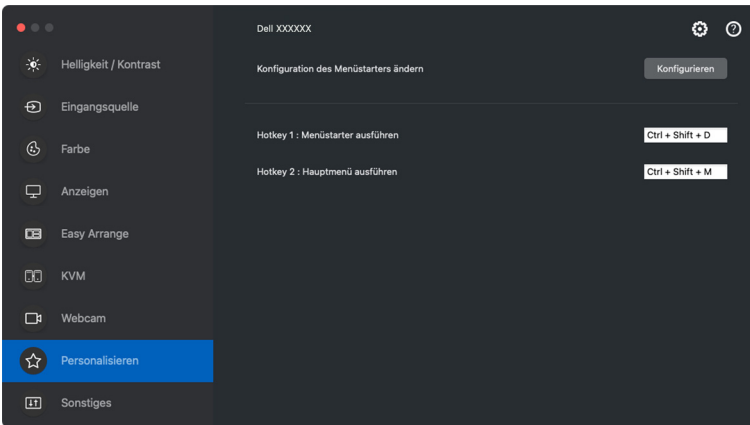 Dell XXXXXX
Helligkeit / Kontrast
Konfiguration des Menüstarters ändern
Konfigurieren
Eingangsquelle
Hotkey 1 : Menüstarter ausführen
Ctrl + Shift + D
Farbe
Hotkey 2 : Hauptmenü ausführen
Ctrl + Shift + M
Anzeigen
Easy Arrange
KVM
Webcam
Personalisieren
Sonstiges